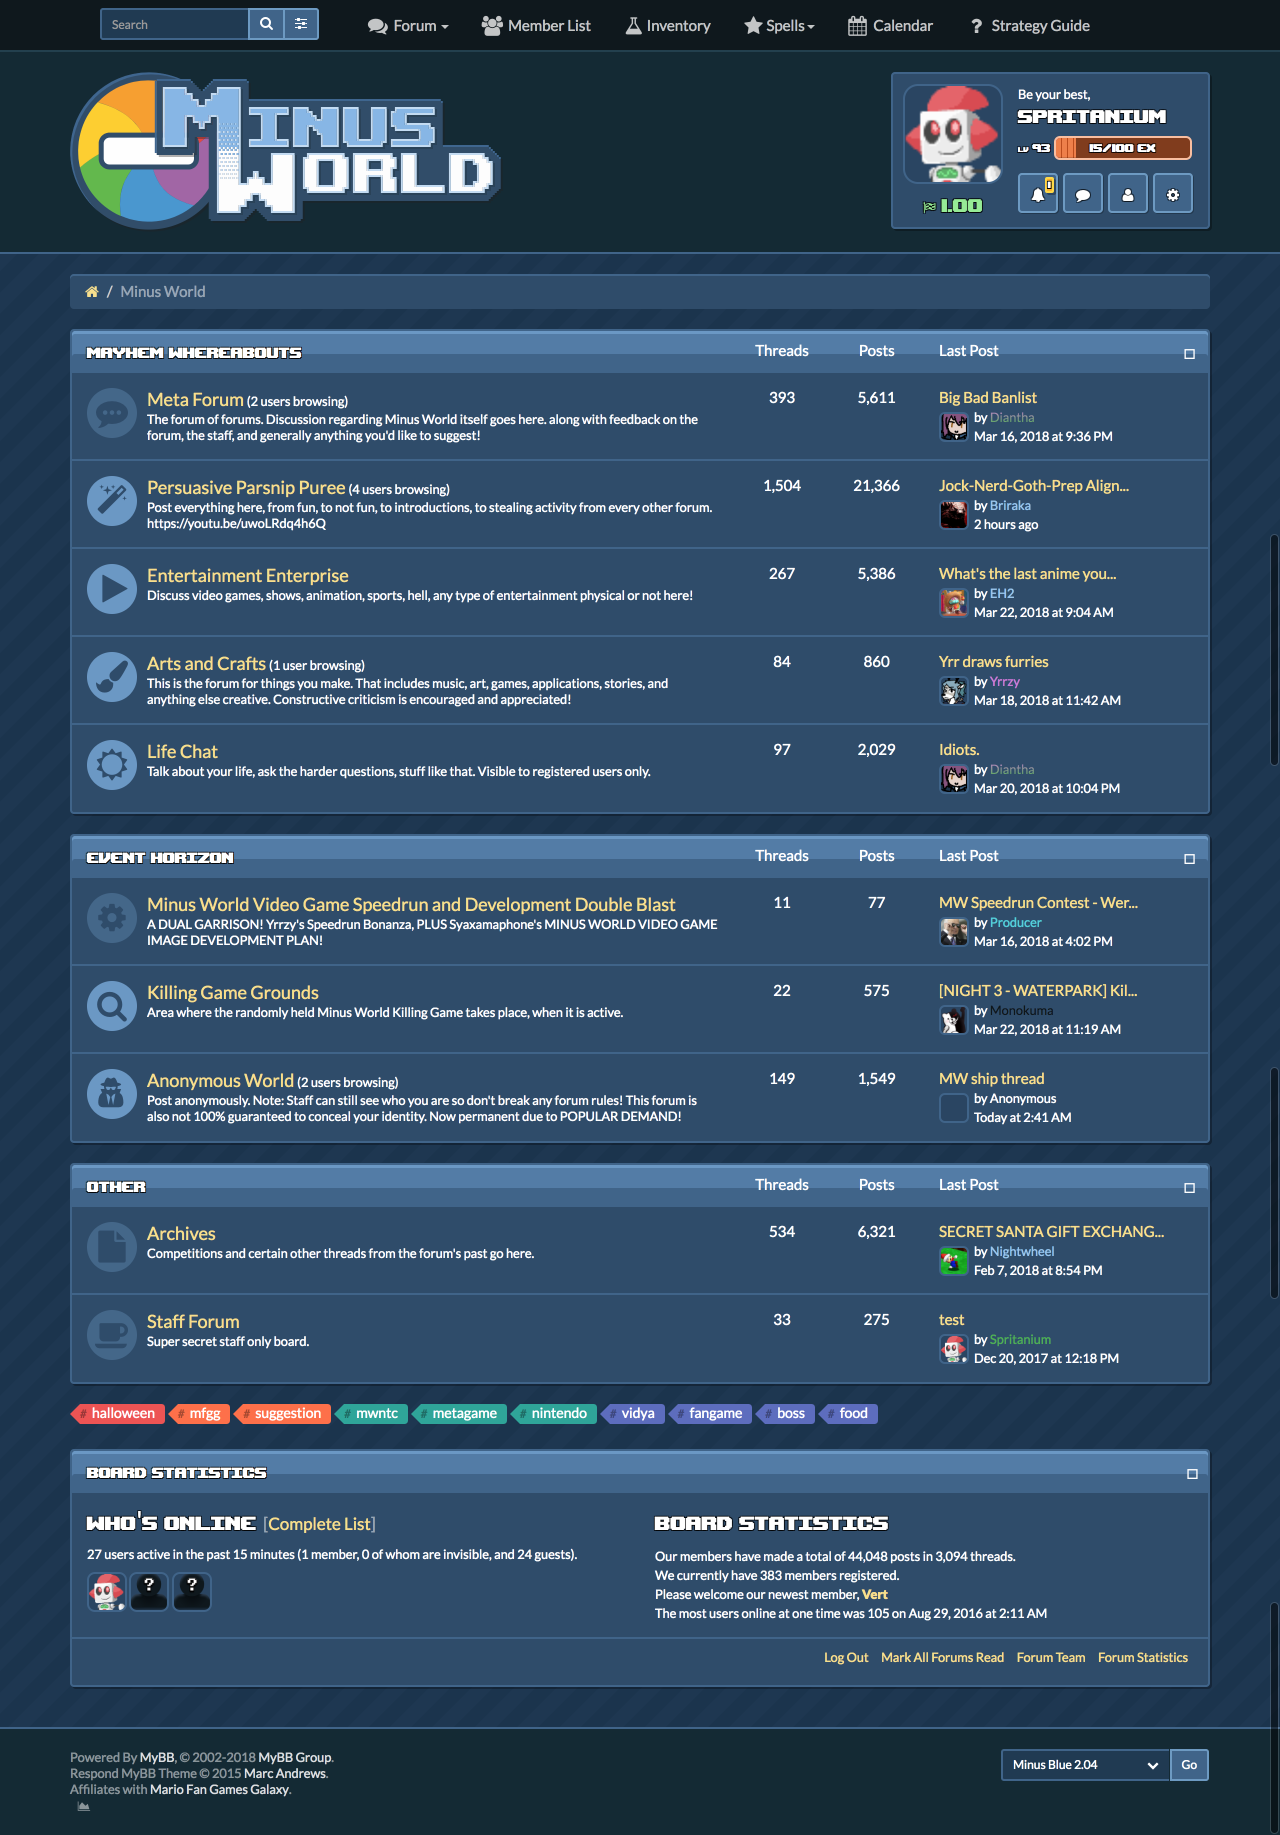 Search
Forum
Member List
Inventory
Spells
Calendar
? Strategy Guide
MINUS
WORLD
Be your best,
SPRITANIUM
LV 93 15/100 EX
0
1.00
/ Minus World
MAYHEM WHEREABOUTS Threads Posts Last Post
Meta Forum (2 users browsing) 393 5,611 Big Bad Banlist
The forum of forums. Discussion regarding Minus World itself goes here. along with feedback on the by Diantha
forum, the staff, and generally anything you'd like to suggest! Mar 16, 2018 at 9:36 PM
Persuasive Parsnip Puree (4 users browsing) 1,504 21,366 Jock-Nerd-Goth-Prep Align...
Post everything here, from fun, to not fun, to introductions, to stealing activity from every other forum. by Briraka
https://youtu.be/uwoLRdq4h6Q 2 hours ago
Entertainment Enterprise 267 5,386 What's the last anime you...
Discuss video games, shows, animation, sports, hell, any type of entertainment physical or not here! by EH2
Mar 22, 2018 at 9:04 AM
Arts and Crafts (1 user browsing) 84 860 Yrr draws furries
This is the forum for things you make. That includes music, art, games, applications, stories, and by Yrrzy
anything else creative. Constructive criticism is encouraged and appreciated! Mar 18, 2018 at 11:42 AM
Life Chat 97 2,029 Idiots.
Talk about your life, ask the harder questions, stuff like that. Visible to registered users only. by Diantha
Mar 20, 2018 at 10:04 PM
EVENT HORIZON Threads Posts Last Post
Minus World Video Game Speedrun and Development Double Blast 11 77 MW Speedrun Contest - Wer...
A DUAL GARRISON! Yrrzy's Speedrun Bonanza, PLUS Syaxamaphone's MINUS WORLD VIDEO GAME by Producer
IMAGE DEVELOPMENT PLAN! Mar 16, 2018 at 4:02 PM
Killing Game Grounds 22 575 [NIGHT 3 - WATERPARK] Kil...
Area where the randomly held Minus World Killing Game takes place, when it is active. by Monokuma
Mar 22, 2018 at 11:19 AM
Anonymous World (2 users browsing) 149 1,549 MW ship thread
Post anonymously. Note: Staff can still see who you are so don't break any forum rules! This forum is by Anonymous
also not 100% guaranteed to conceal your identity. Now permanent due to POPULAR DEMAND! Today at 2:41 AM
OTHER Threads Posts Last Post
Archives 534 6,321 SECRET SANTA GIFT EXCHANG...
Competitions and certain other threads from the forum's past go here. by Nightwheel
Feb 7, 2018 at 8:54 PM
Staff Forum 33 275 test
Super secret staff only board. by Spritanium
Dec 20, 2017 at 12:18 PM
# halloween # mfgg # suggestion # mwntc # metagame # nintendo # vidya # fangame # boss # food
BOARD STATISTICS
WHO'S ONLINE [Complete List]
27 users active in the past 15 minutes (1 member, 0 of whom are invisible, and 24 guests).
? ?
BOARD STATISTICS
Our members have made a total of 44,048 posts in 3,094 threads.
We currently have 383 members registered.
Please welcome our newest member, Vert
The most users online at one time was 105 on Aug 29, 2016 at 2:11 AM
Log Out Mark All Forums Read Forum Team Forum Statistics
Powered By MyBB, © 2002-2018 MyBB Group.
Respond MyBB Theme © 2015 Marc Andrews.
Affiliates with Mario Fan Games Galaxy.
Minus Blue 2.04 Go